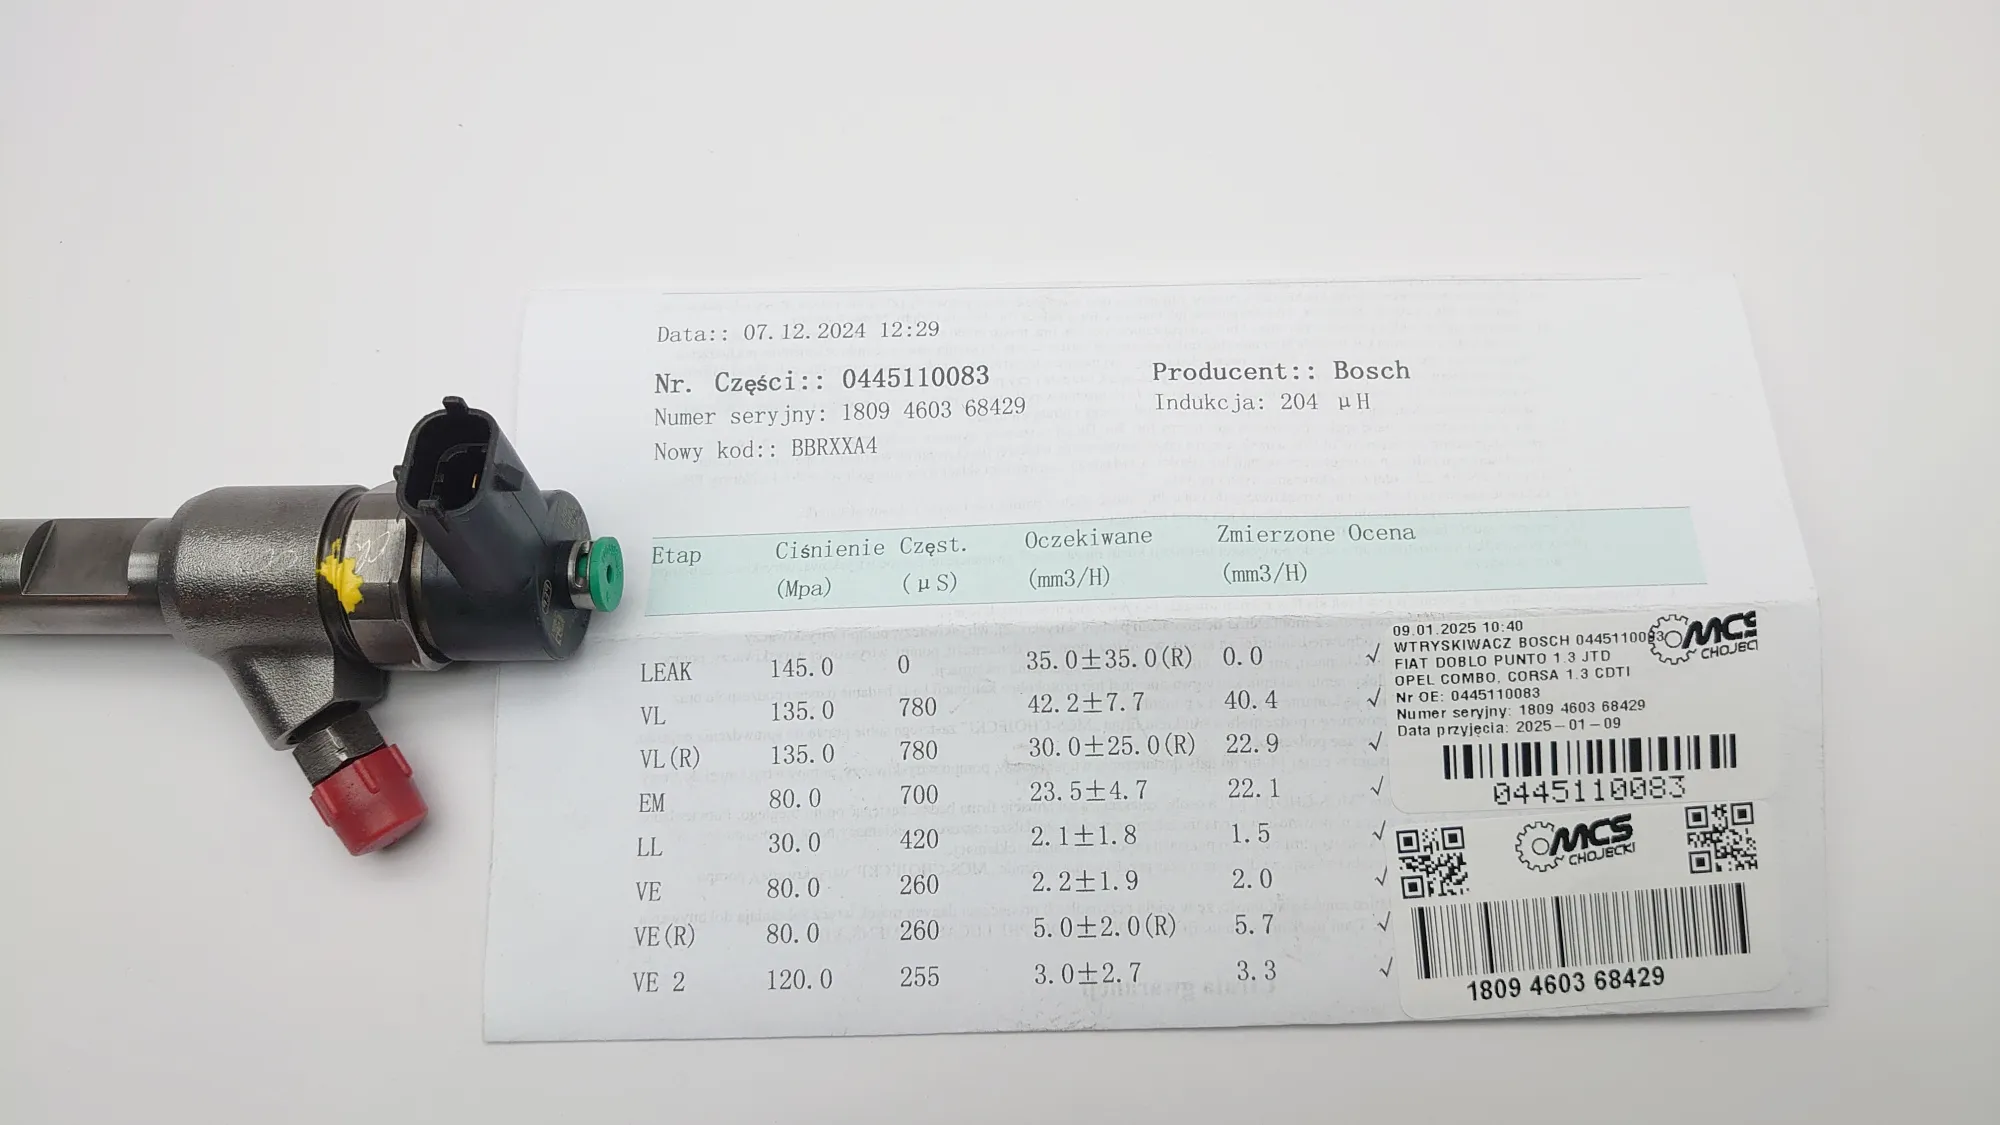 Data:: 07.12.2024 12:29
Nr. Części:: 0445110083 Producent:: Bosch
Numer seryjny: 1809 4603 68429 Indukcja: 204 μH
Nowy kod:: BBRXXA4
Etap Ciśnienie Częst. Oczekiwane Zmierzone Ocena
(Mpa) (μS) (mm3/H) (mm3/H)
LEAK 145.0 0 35.0±35.0(R) 0.0 √
VL 135.0 780 42.2±7.7 40.4 √
VL(R) 135.0 780 30.0±25.0(R) 22.9 √
EM 80.0 700 23.5±4.7 22.1 √
LL 30.0 420 2.1±1.8 1.5 √
VE 80.0 260 2.2±1.9 2.0 √
VE(R) 80.0 260 5.0±2.0(R) 5.7 √
VE 2 120.0 255 3.0±2.7 3.3 √
09.01.2025 10:40
WTRYSKIWACZ BOSCH 0445110083
FIAT DOBLO PUNTO 1.3 JTD
OPEL COMBO, CORSA 1.3 CDTI
Nr OE: 0445110083
Numer seryjny: 1809 4603 68429
Data przyjęcia: 2025-01-09
MCS
CHOJECI
0445110083
MCS
CHOJECKI
1809 4603 68429